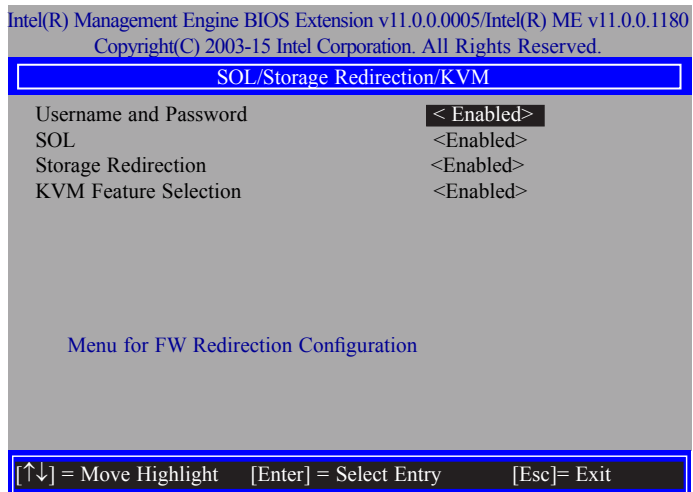 Intel(R) Management Engine BIOS Extension v11.0.0.0005/Intel(R) ME v11.0.0.1180
Copyright(C) 2003-15 Intel Corporation. All Rights Reserved.
SOL/Storage Redirection/KVM
Username and Password < Enabled>
SOL <Enabled>
Storage Redirection <Enabled>
KVM Feature Selection <Enabled>
Menu for FW Redirection Configuration
[↑↓] = Move Highlight [Enter] = Select Entry [Esc]= Exit